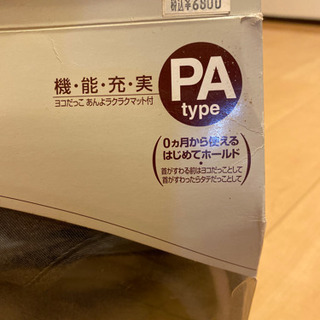 税込¥6800
機・能・充・実
ヨコだっこ あんよラクラクマット付
PA
type
0ヵ月から使える
はじめてホールド
首がすわる前はヨコだっことして
首がすわったらタテだっことして